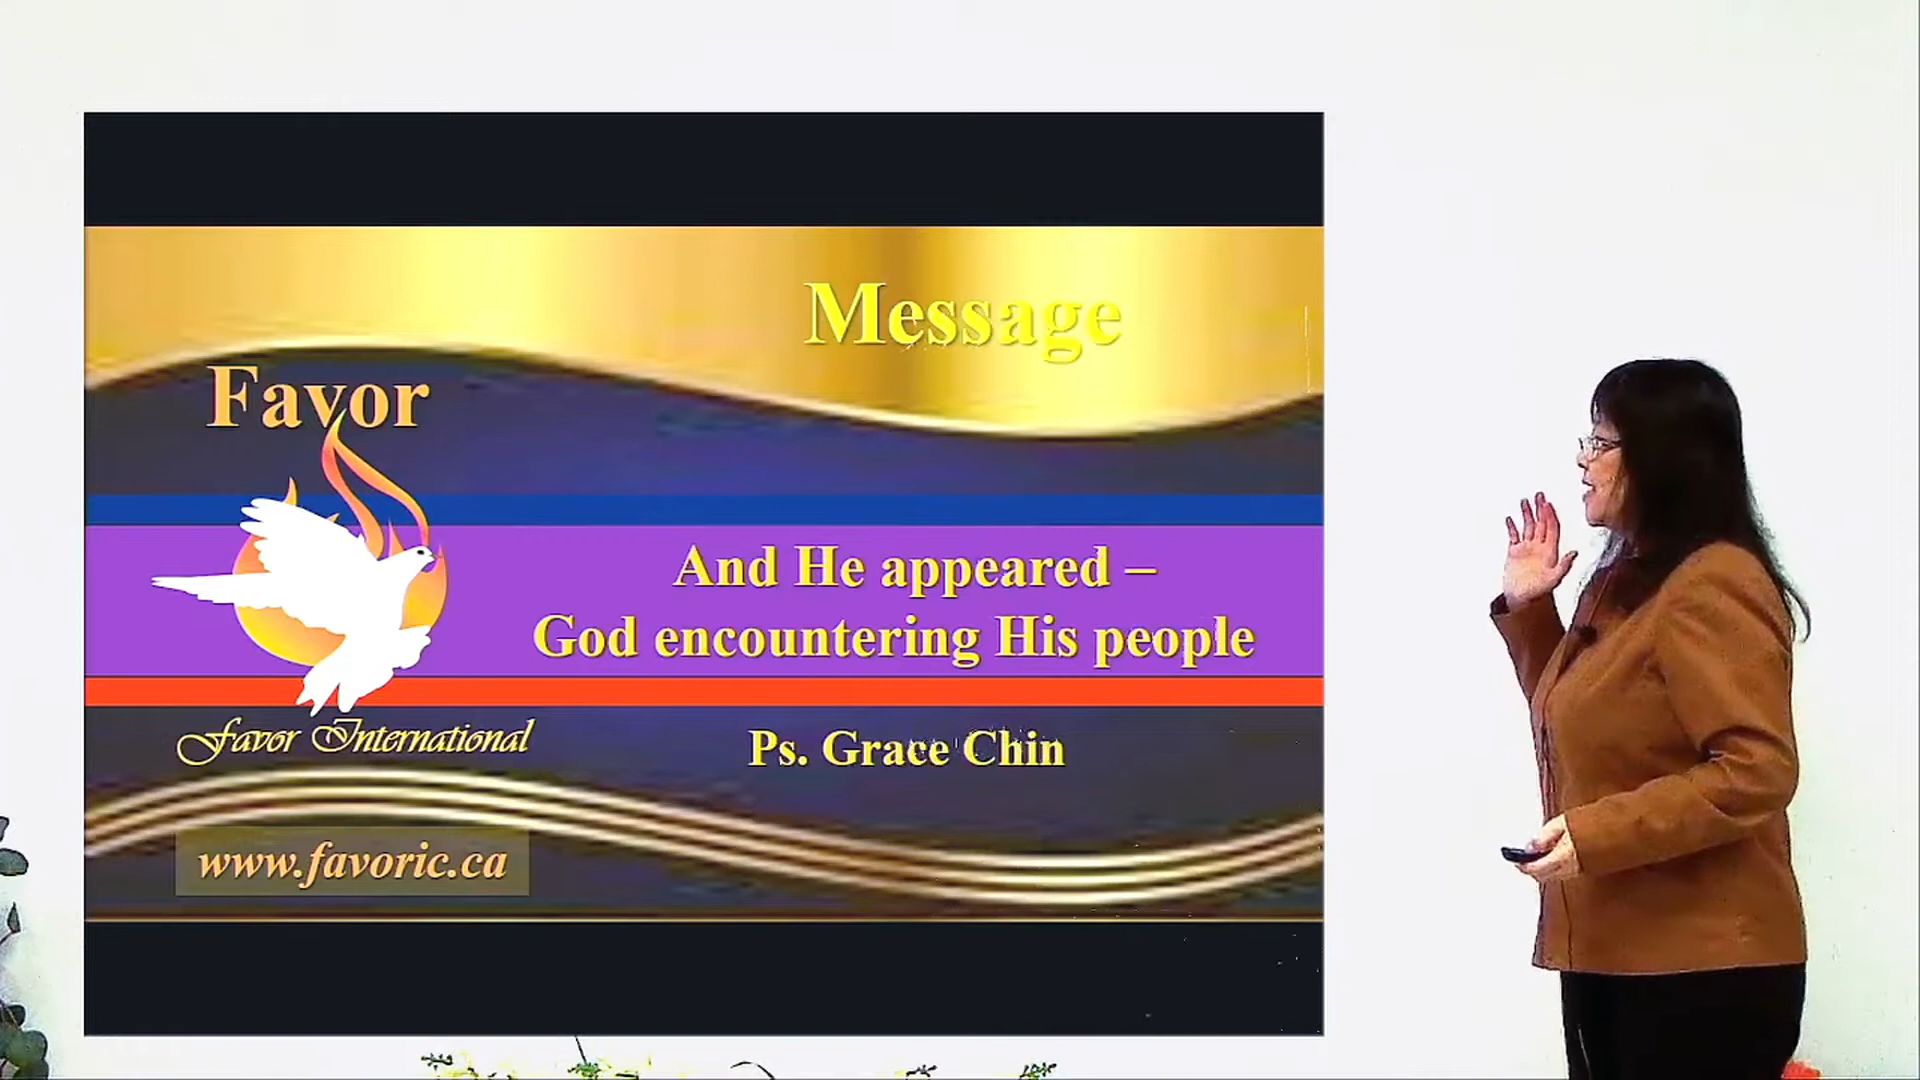 Message
Favor
And He appeared –
God encountering His people
Favor International
Ps. Grace Chin
www.favoric.ca